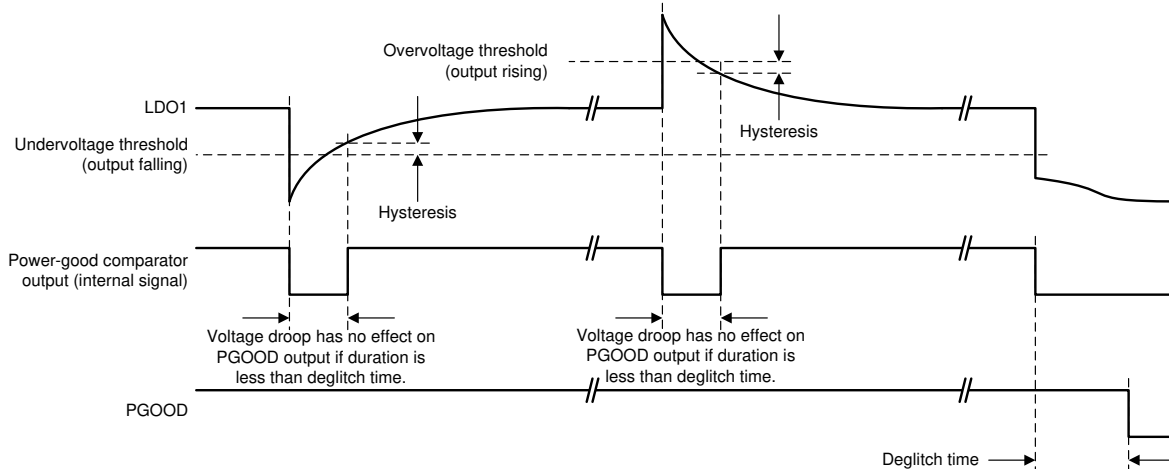 Overvoltage threshold
(output rising)
LDO1
Hysteresis
Undervoltage threshold
(output falling)
Hysteresis
Power-good comparator
output (internal signal)
Voltage droop has no effect on
PGOOD output if duration is
less than deglitch time.
Voltage droop has no effect on
PGOOD output if duration is
less than deglitch time.
PGOOD
Deglitch time